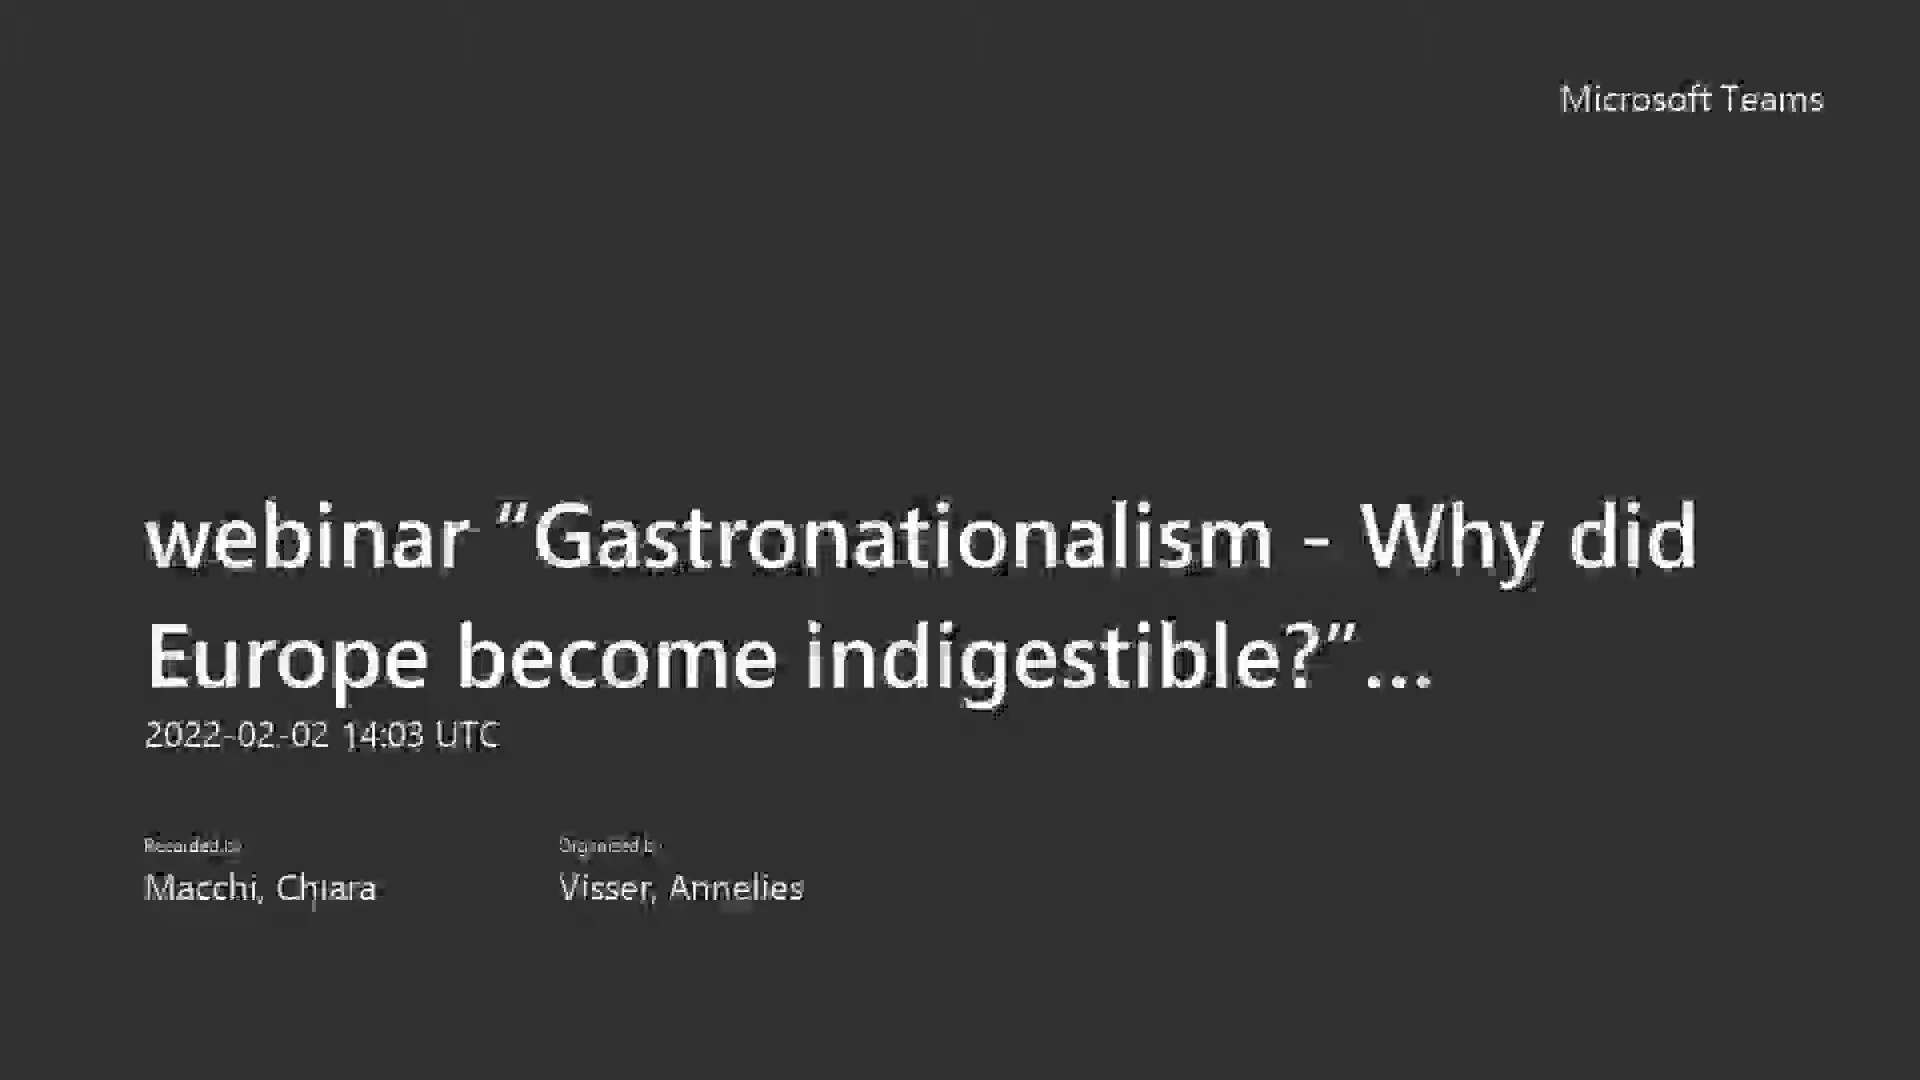 Microsoft Teams
webinar “Gastronationalism - Why did
Europe become indigestible?”...
2022-02-02 14:03 UTC
Recorded by
Organized by
Macchi, Chiara
Visser, Annelies